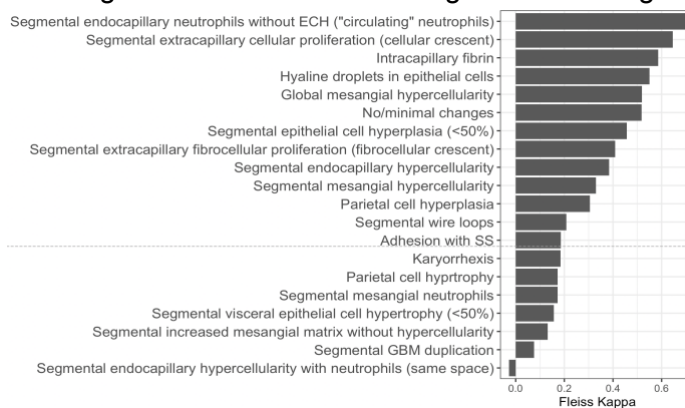 Segmental endocapillary neutrophils without ECH ("circulating" neutrophils)
Segmental extracapillary cellular proliferation (cellular crescent)
Intracapillary fibrin
Hyaline droplets in epithelial cells
Global mesangial hypercellularity
No/minimal changes
Segmental epithelial cell hyperplasia (<50%)
Segmental extracapillary fibrocellular proliferation (fibrocellular crescent)
Segmental endocapillary hypercellularity
Segmental mesangial hypercellularity
Parietal cell hyperplasia
Segmental wire loops
Adhesion with SS
Karyorrhexis
Parietal cell hyprtrophy
Segmental mesangial neutrophils
Segmental visceral epithelial cell hypertrophy (<50%)
Segmental increased mesangial matrix without hypercellularity
Segmental GBM duplication
Segmental endocapillary hypercellularity with neutrophils (same space)
0.0 0.2 0.4 0.6
Fleiss Kappa